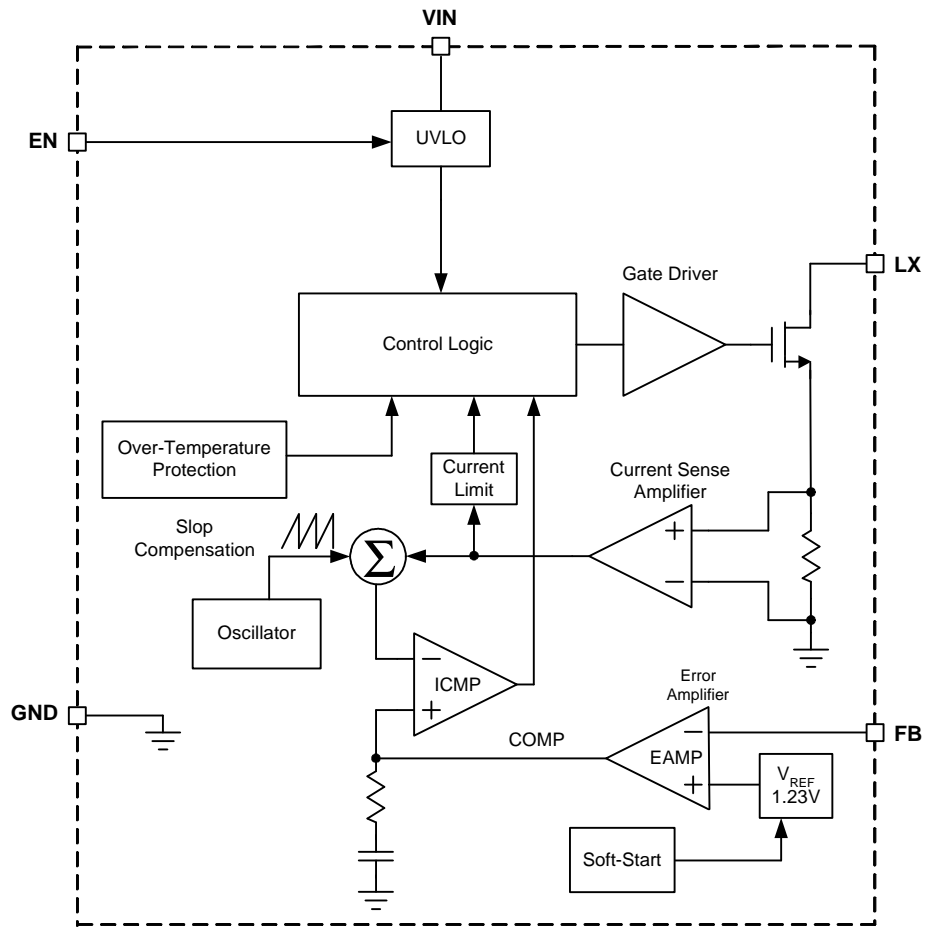 VIN
EN
UVLO
LX
Gate Driver
Control Logic
Over-Temperature
Protection
Current
Limit
Current Sense
Amplifier
+
−
Slop
Compensation
Σ
Oscillator
−
ICMP
+
GND
Error
Amplifier
COMP
−
EAMP
+
FB
VREF
1.23V
Soft-Start